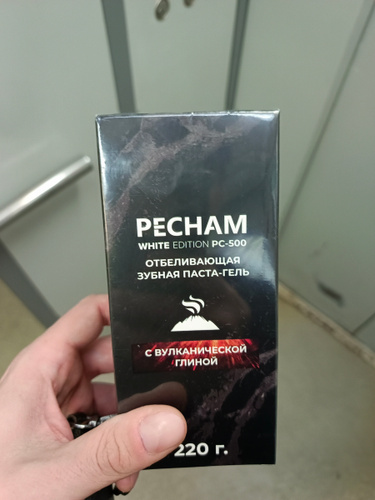 PECHAM
WHITE EDITION PC-500
ОТБЕЛИВАЮЩАЯ
ЗУБНАЯ ПАСТА-ГЕЛЬ
С ВУЛКАНИЧЕСКОЙ
ГЛИНОЙ
220 г.